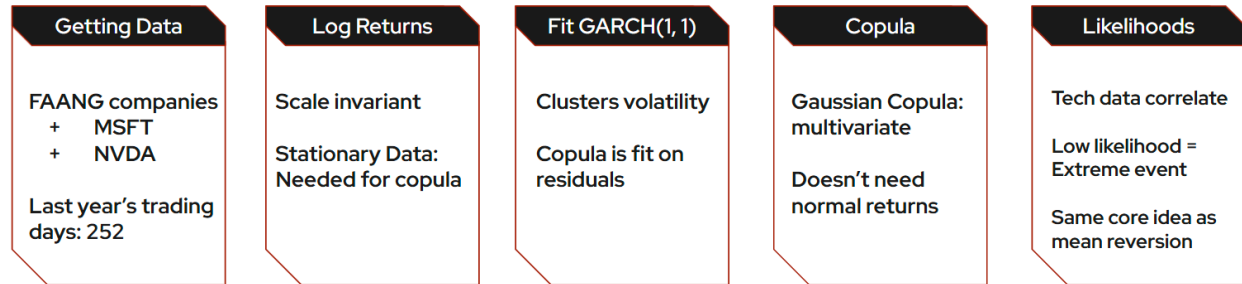 Getting Data
FAANG companies
+ MSFT
+ NVDA
Last year's trading
days: 252
Log Returns
Scale invariant
Stationary Data:
Needed for copula
Fit GARCH(1, 1)
Clusters volatility
Copula is fit on
residuals
Copula
Gaussian Copula:
multivariate
Doesn't need
normal returns
Likelihoods
Tech data correlate
Low likelihood =
Extreme event
Same core idea as
mean reversion